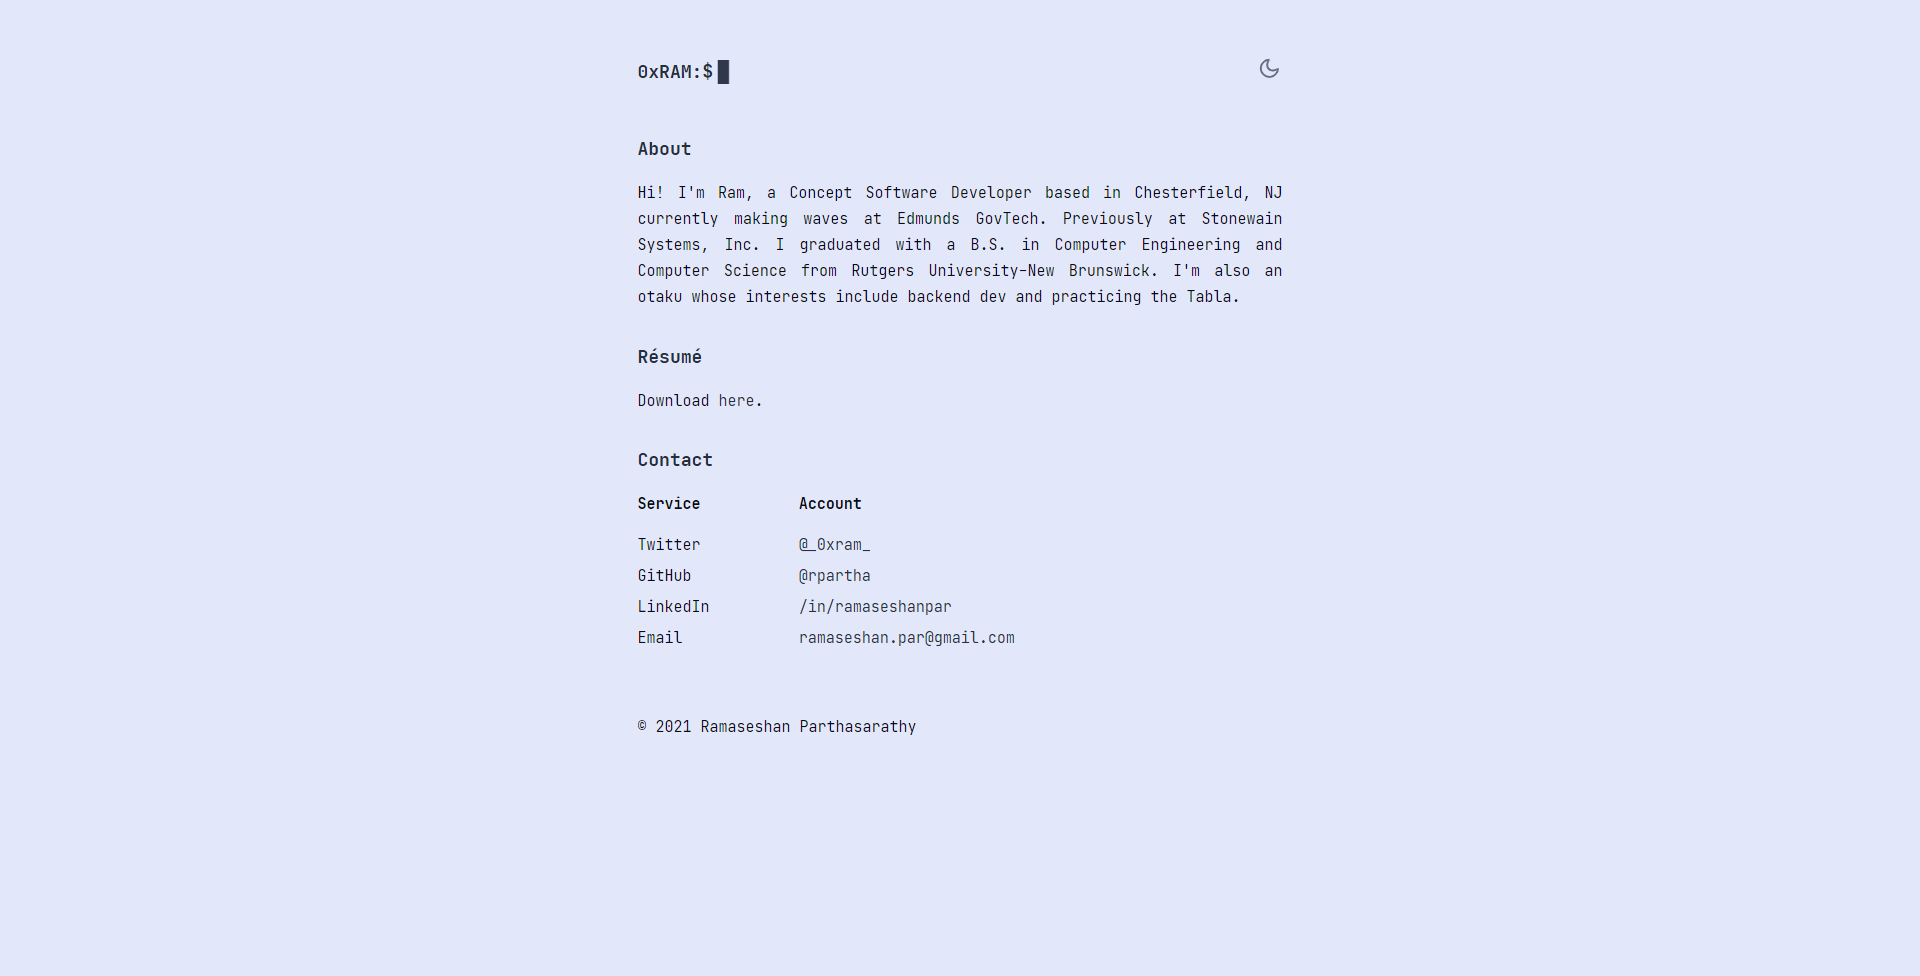 0xRAM:$
About
Hi! I'm Ram, a Concept Software Developer based in Chesterfield, NJ
currently making waves at Edmunds GovTech. Previously at Stonewain
Systems, Inc. I graduated with a B.S. in Computer Engineering and
Computer Science from Rutgers University-New Brunswick. I'm also an
otaku whose interests include backend dev and practicing the Tabla.
Résumé
Download here.
Contact
Service Account
Twitter @_0xram_
GitHub @rpartha
LinkedIn /in/ramaseshanpar
Email ramaseshan.par@gmail.com
© 2021 Ramaseshan Parthasarathy